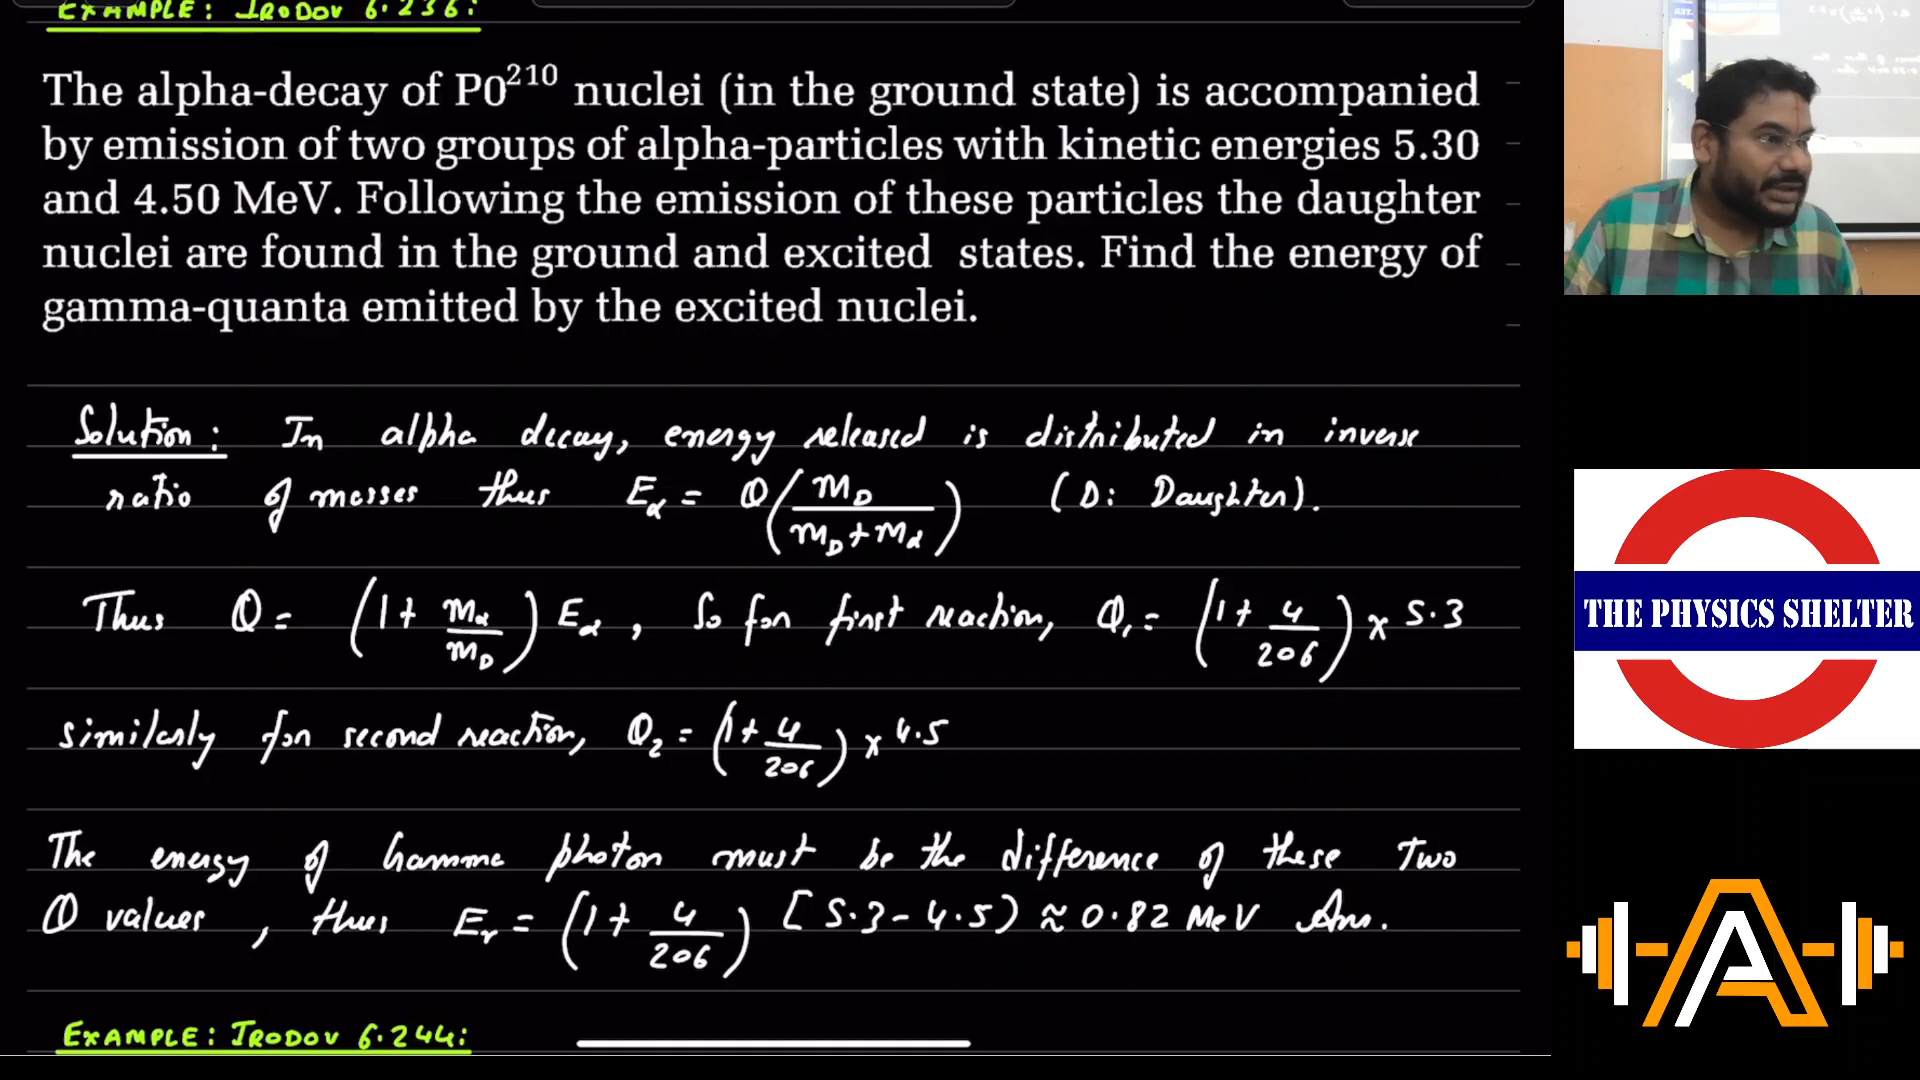 EXAMPLE: IRODOV 6.236:
The alpha-decay of P0²¹⁰ nuclei (in the ground state) is accompanied
by emission of two groups of alpha-particles with kinetic energies 5.30
and 4.50 MeV. Following the emission of these particles the daughter
nuclei are found in the ground and excited states. Find the energy of
gamma-quanta emitted by the excited nuclei.
Solution: In alpha decay, energy released is distributed in inverse
ratio of masses thus Eα = Q(mD/(mD+mα)) (D: Daughter).
Thus Q = (1+ mα/mD) Eα, So for first reaction, Q₁ = (1+ 4/206) × 5.3
similarly for second reaction, Q₂ = (1+ 4/206) × 4.5
The energy of Gamma photon must be the difference of these two
Q values, thus Er = (1+ 4/206) [5.3-4.5) ≈ 0.82 MeV Ans.
EXAMPLE: IRODOV 6.244:
THE PHYSICS SHELTER